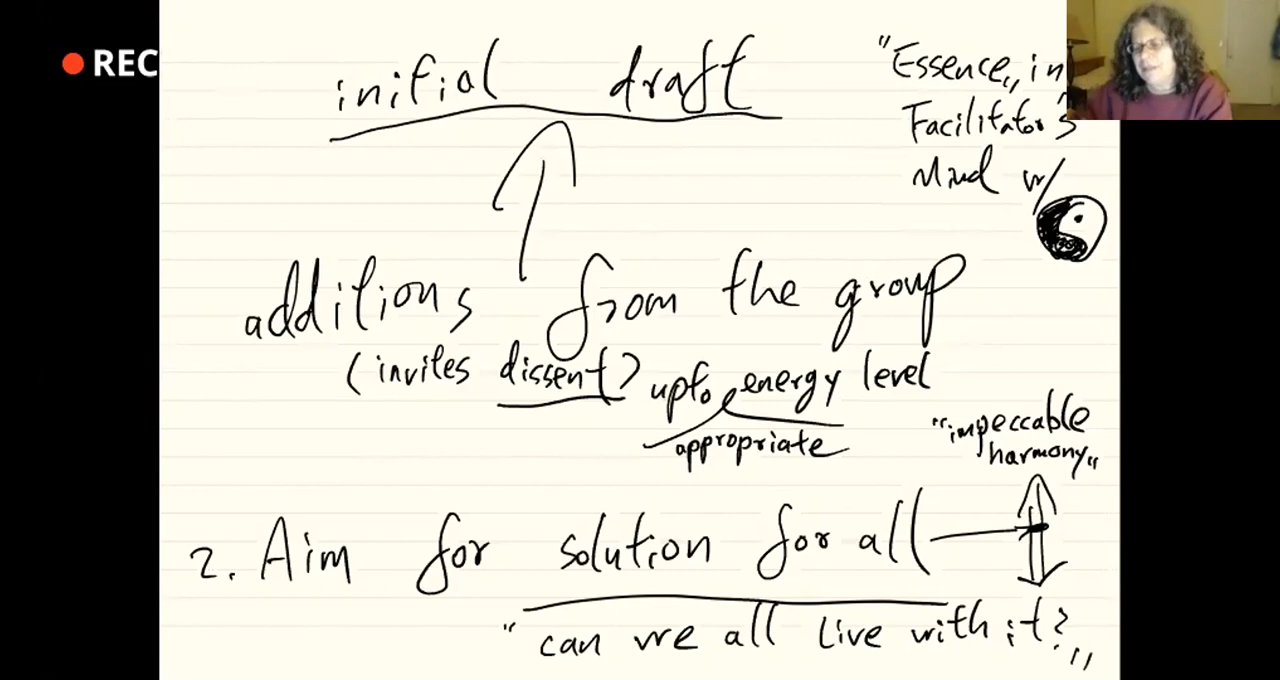 REC
initial draft
"Essence" in
Facilitator's
Mind w/
additions from the group
(invites dissent) upto energy level
appropriate
"impeccable
harmony"
2. Aim for solution for all
"can we all live with it?"